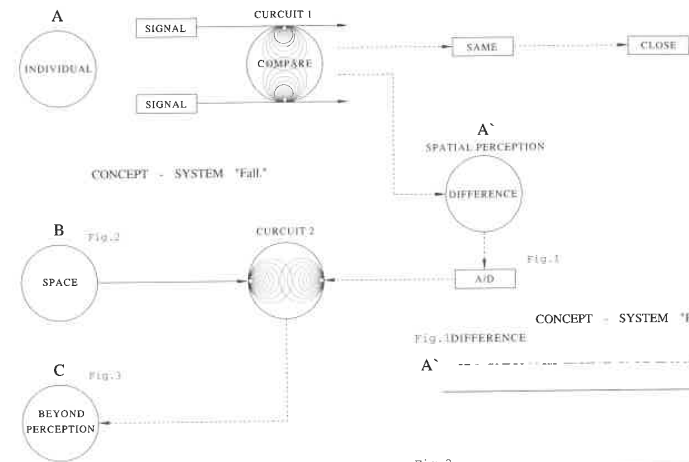 A
CURCUIT 1
SIGNAL
INDIVIDUAL
COMPARE
SAME
CLOSE
SIGNAL
A`
SPATIAL PERCEPTION
CONCEPT - SYSTEM "Fall."
DIFFERENCE
B
Fig.2
CURCUIT 2
Fig.1
SPACE
A/D
CONCEPT - SYSTEM
Fig.1DIFFERENCE
C
Fig.3
A`
BEYOND
PERCEPTION